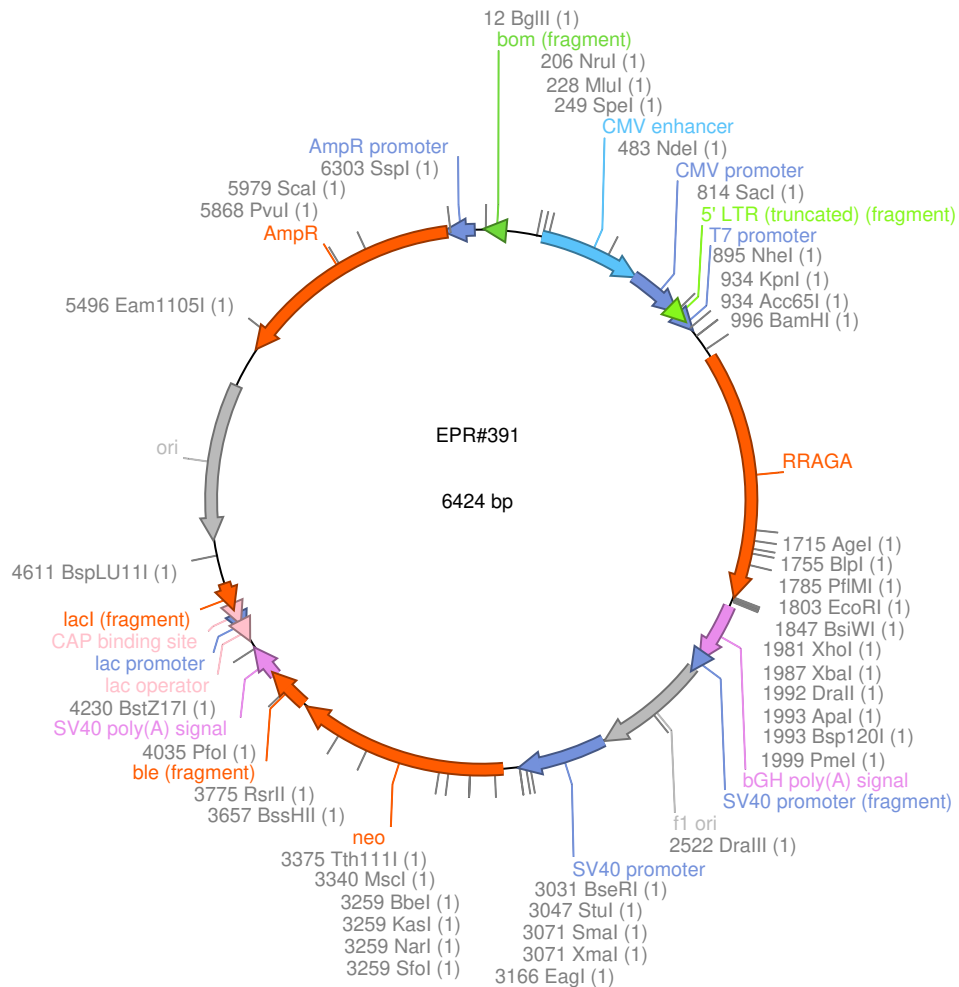 12 BglII (1)
bom (fragment)
206 NruI (1)
228 MluI (1)
249 SpeI (1)
CMV enhancer
483 NdeI (1)
CMV promoter
814 SacI (1)
5' LTR (truncated) (fragment)
T7 promoter
895 NheI (1)
934 KpnI (1)
934 Acc65I (1)
996 BamHI (1)
RRAGA
1715 AgeI (1)
1755 BlpI (1)
1785 PflMI (1)
1803 EcoRI (1)
1847 BsiWI (1)
1981 XhoI (1)
1987 XbaI (1)
1992 DraII (1)
1993 ApaI (1)
1993 Bsp120I (1)
1999 PmeI (1)
bGH poly(A) signal
SV40 promoter (fragment)
f1 ori
2522 DraIII (1)
SV40 promoter
3031 BseRI (1)
3047 StuI (1)
3071 SmaI (1)
3071 XmaI (1)
3166 EagI (1)
3259 SfoI (1)
3259 NarI (1)
3259 KasI (1)
3259 BbeI (1)
3340 MscI (1)
3375 Tth111I (1)
neo
3657 BssHII (1)
3775 RsrII (1)
ble (fragment)
4035 PfoI (1)
SV40 poly(A) signal
4230 BstZ17I (1)
lac operator
lac promoter
CAP binding site
lacI (fragment)
4611 BspLU11I (1)
ori
5496 Eam1105I (1)
AmpR
5868 PvuI (1)
5979 ScaI (1)
6303 SspI (1)
AmpR promoter
EPR#391
6424 bp